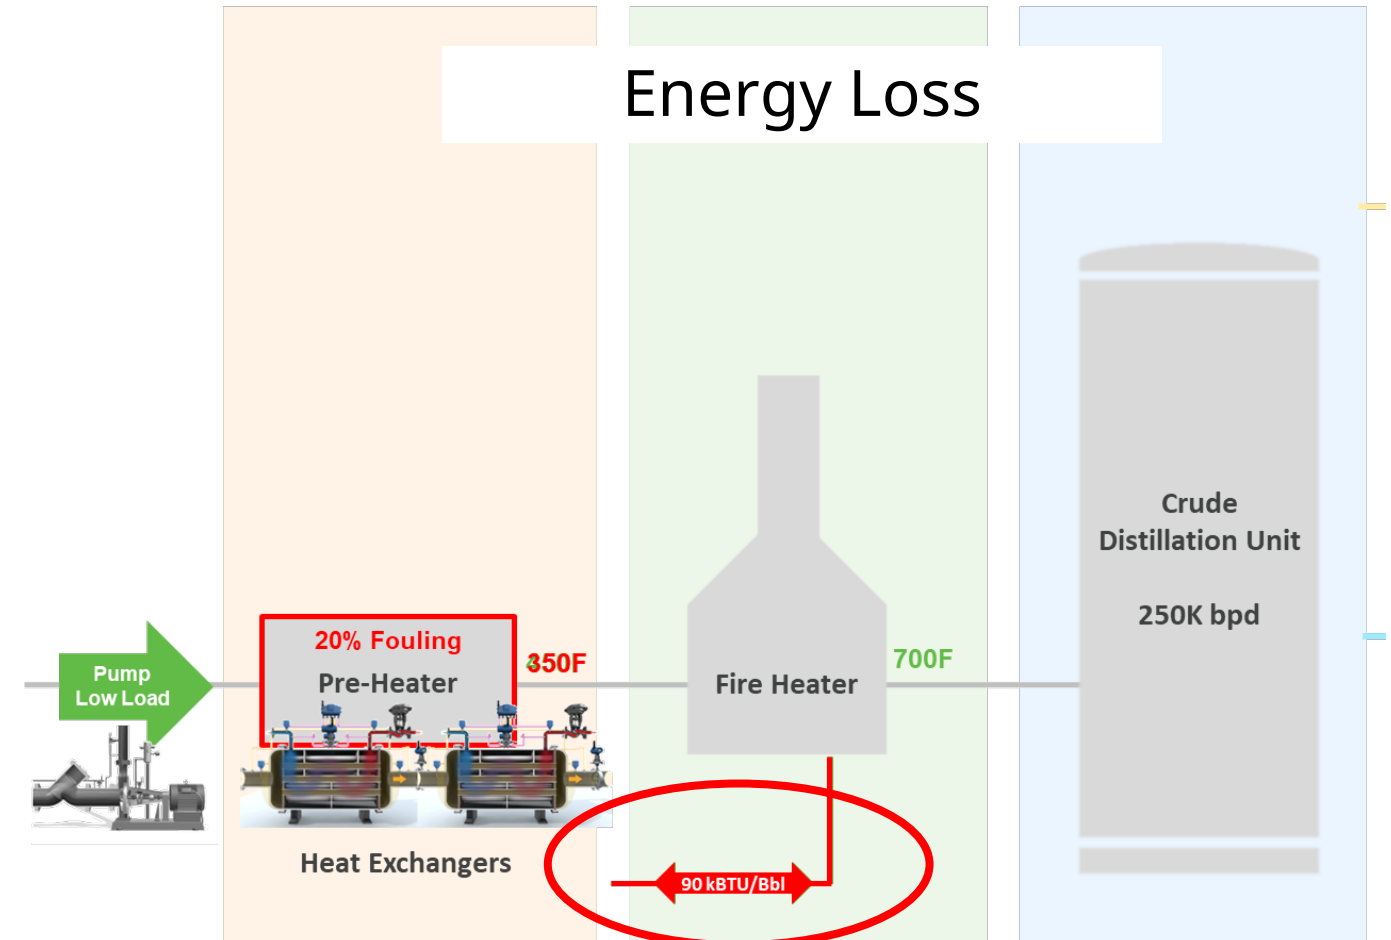 Energy Loss
Pump
Low Load
20% Fouling
Pre-Heater
350F
Fire Heater
700F
Crude
Distillation Unit
250K bpd
Heat Exchangers
90 kBTU/Bbl